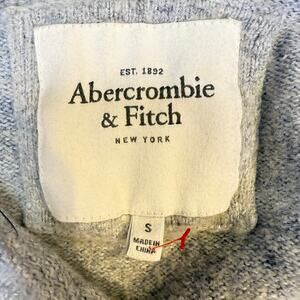 EST. 1892
Abercrombie
& Fitch
NEW YORK
S
MADE IN
CHINA